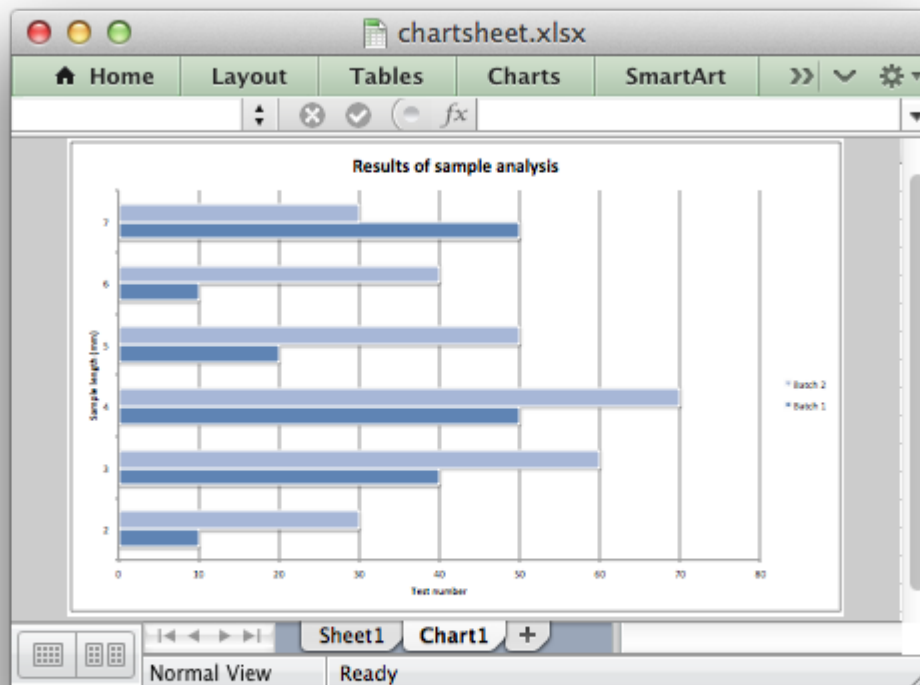 chartsheet.xlsx
Home Layout Tables Charts SmartArt
fx
Results of sample analysis
7
6
5
4
3
2
Sample length (mm)
Batch 2
Batch 1
0 10 20 30 40 50 60 70 80
Test number
Sheet1 Chart1 +
Normal View Ready